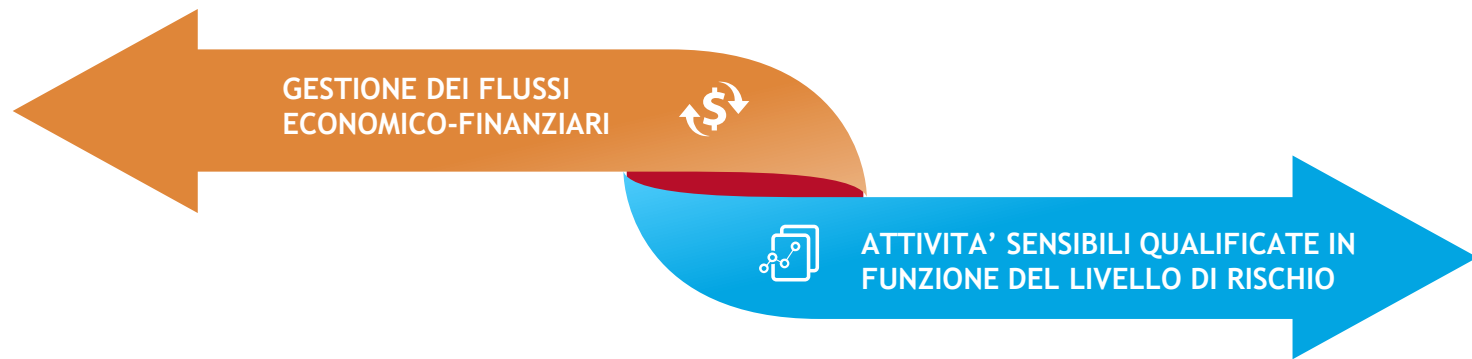 GESTIONE DEI FLUSSI
ECONOMICO-FINANZIARI
$
ATTIVITA’ SENSIBILI QUALIFICATE IN
FUNZIONE DEL LIVELLO DI RISCHIO